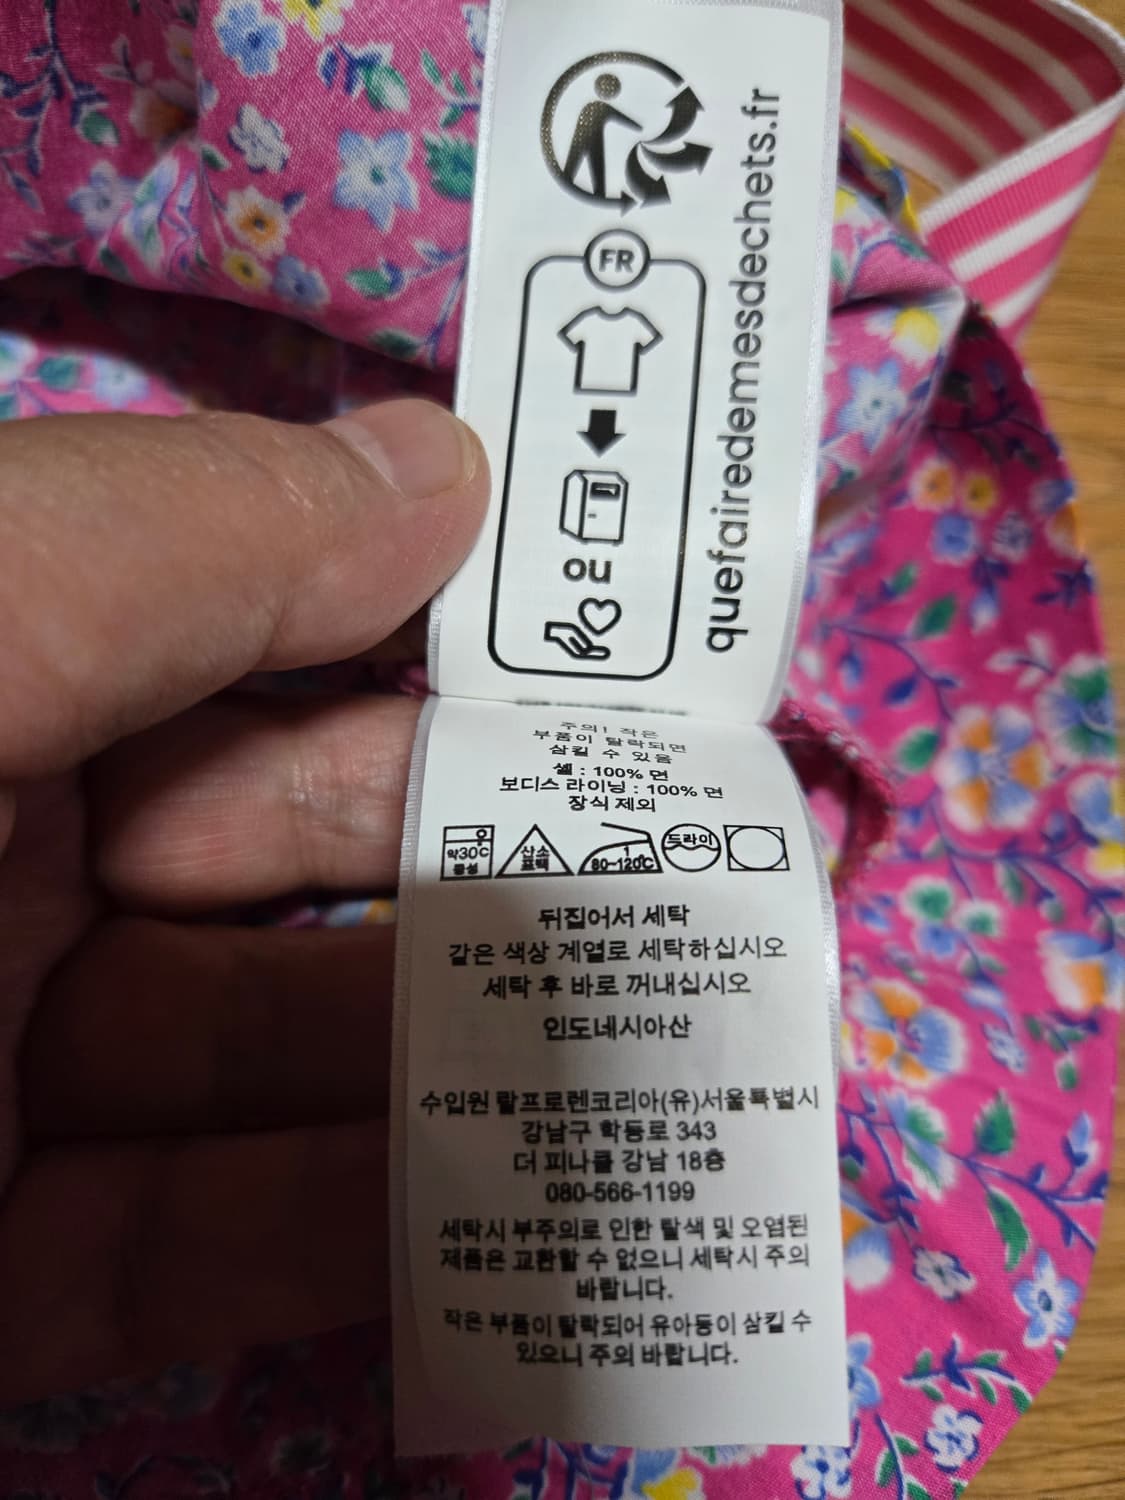 quefairedemesdechets.fr
FR
ou
주의! 작은
부품이 탈락되면
삼킬 수 있음
쉘 : 100% 면
보디스 라이닝 : 100% 면
장식 제외
약30℃
중성
산소
표백
1
80~120℃
드라이
뒤집어서 세탁
같은 색상 계열로 세탁하십시오
세탁 후 바로 꺼내십시오
인도네시아산
수입원 랄프로렌코리아(유)서울특별시
강남구 학동로 343
더 피나클 강남 18층
080-566-1199
세탁시 부주의로 인한 탈색 및 오염된
제품은 교환할 수 없으니 세탁시 주의
바랍니다.
작은 부품이 탈락되어 유아등이 삼킬 수
있으니 주의 바랍니다.